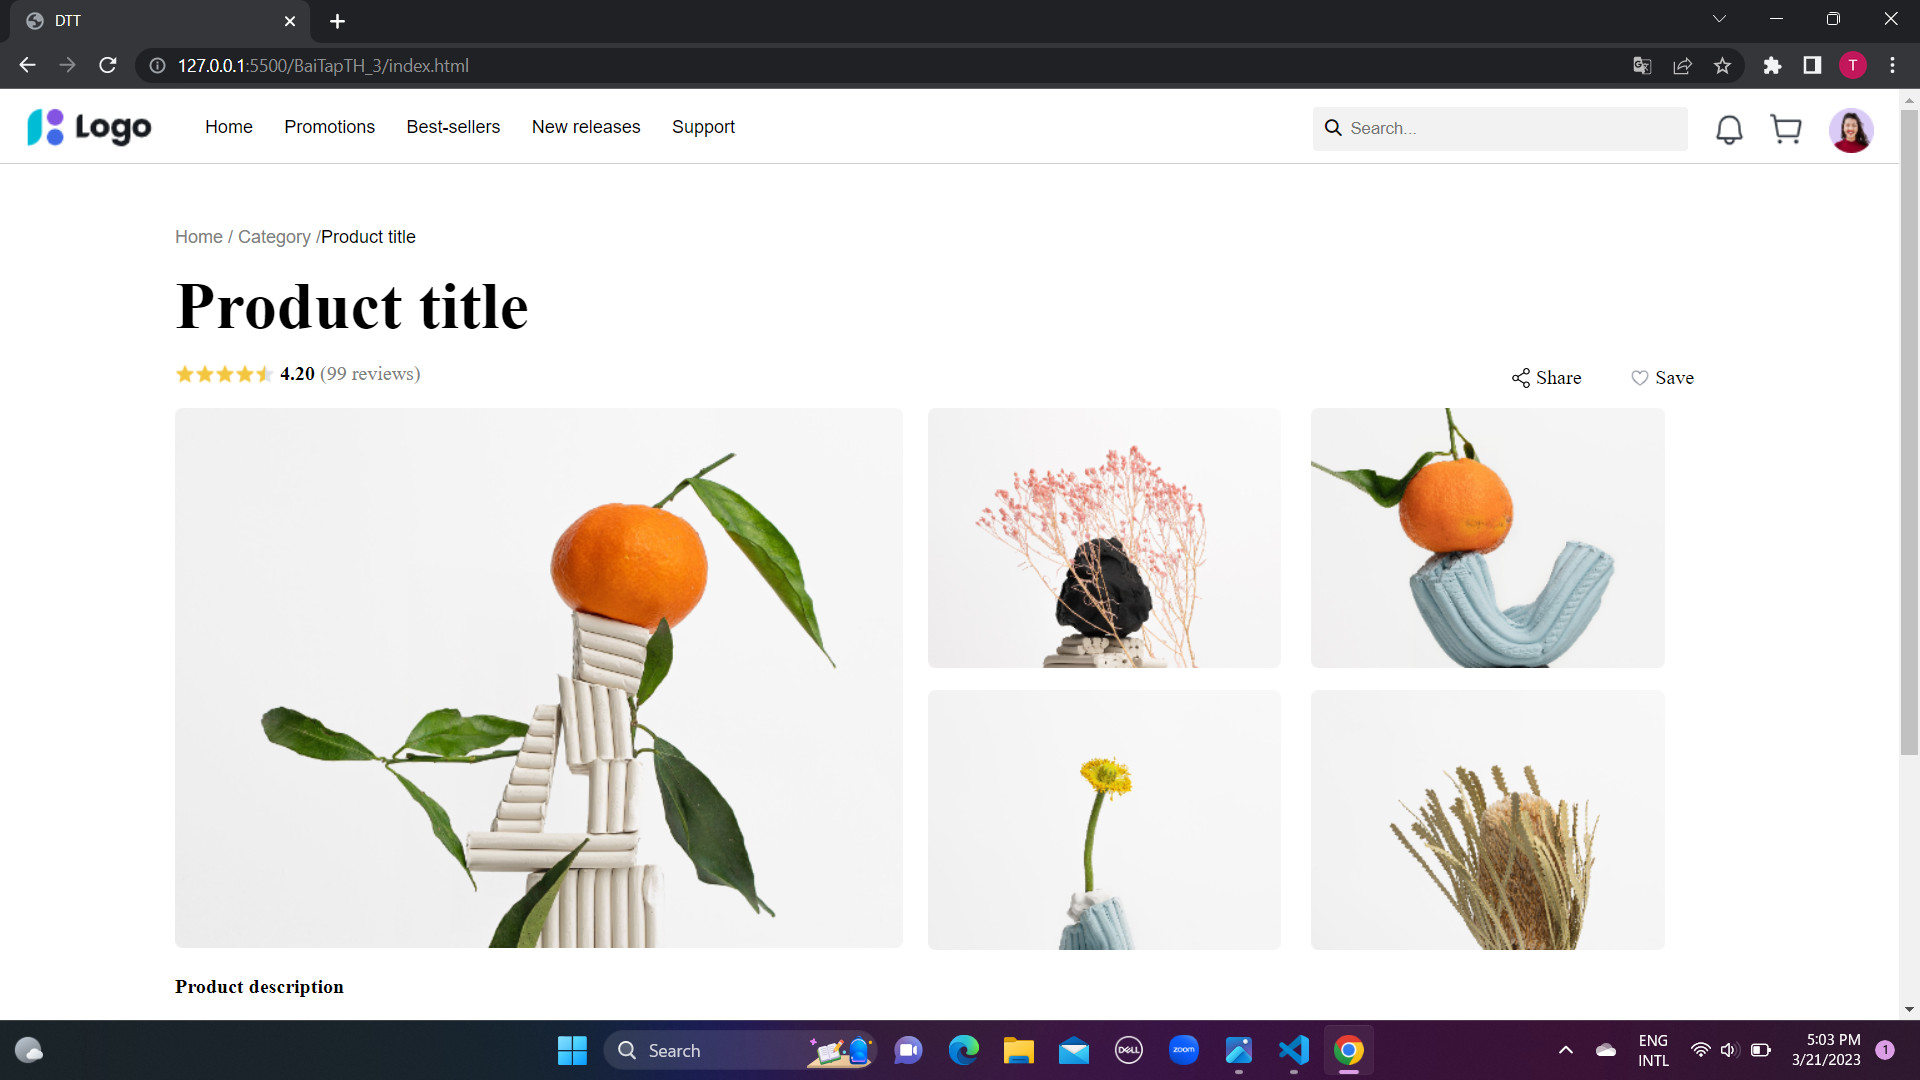 DTT
127.0.0.1:5500/BaiTapTH_3/index.html
T
Logo
Home Promotions Best-sellers New releases Support
Search...
Home / Category /Product title
Product title
4.20 (99 reviews)
Share Save
Product description
Search
DELL
zoom
ENG
INTL
5:03 PM
3/21/2023
1